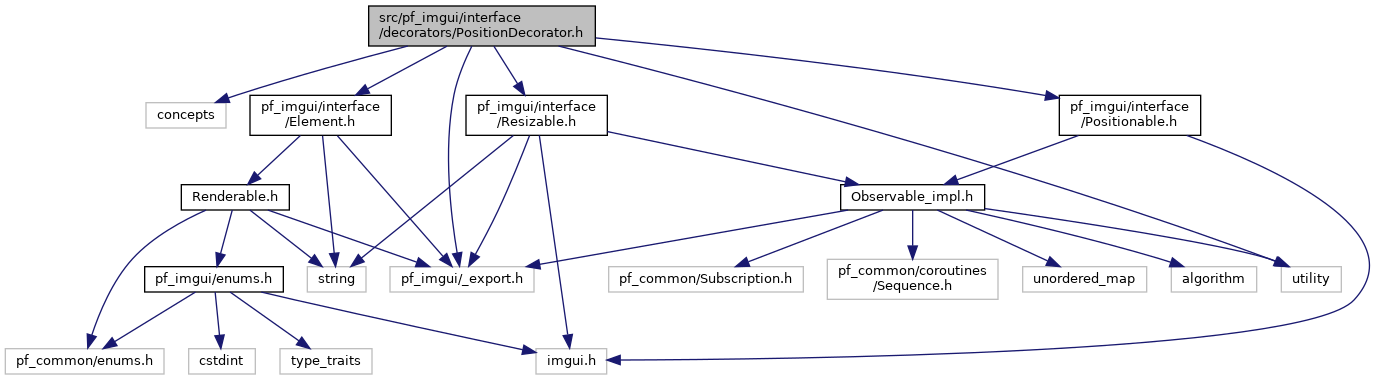 src/pf_imgui/interface
/decorators/PositionDecorator.h
concepts
pf_imgui/interface
/Element.h
pf_imgui/interface
/Resizable.h
pf_imgui/interface
/Positionable.h
Renderable.h
Observable_impl.h
pf_imgui/enums.h
string
pf_imgui/_export.h
pf_common/Subscription.h
pf_common/coroutines
/Sequence.h
unordered_map
algorithm
utility
pf_common/enums.h
cstdint
type_traits
imgui.h